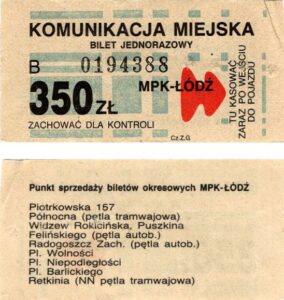 KOMUNIKACJA MIEJSKA
BILET JEDNORAZOWY
B 0194388
350 ZŁ
MPK-ŁÓDŹ
ZACHOWAĆ DLA KONTROLI
Cz.Z.G
TU KASOWAĆ
ZARAZ PO WEJŚCIU
DO POJAZDU
Punkt sprzedaży biletów okresowych MPK-ŁÓDŹ
Piotrkowska 157
Północna (pętla tramwajowa)
Widzew Rokicińska, Puszkina
Felińskiego (pętla autob.)
Radogoszcz Zach. (pętla autob.)
Pl. Wolności
Pl. Niepodległości
Pl. Barlickiego
Retkinia (NN pętla tramwajowa)